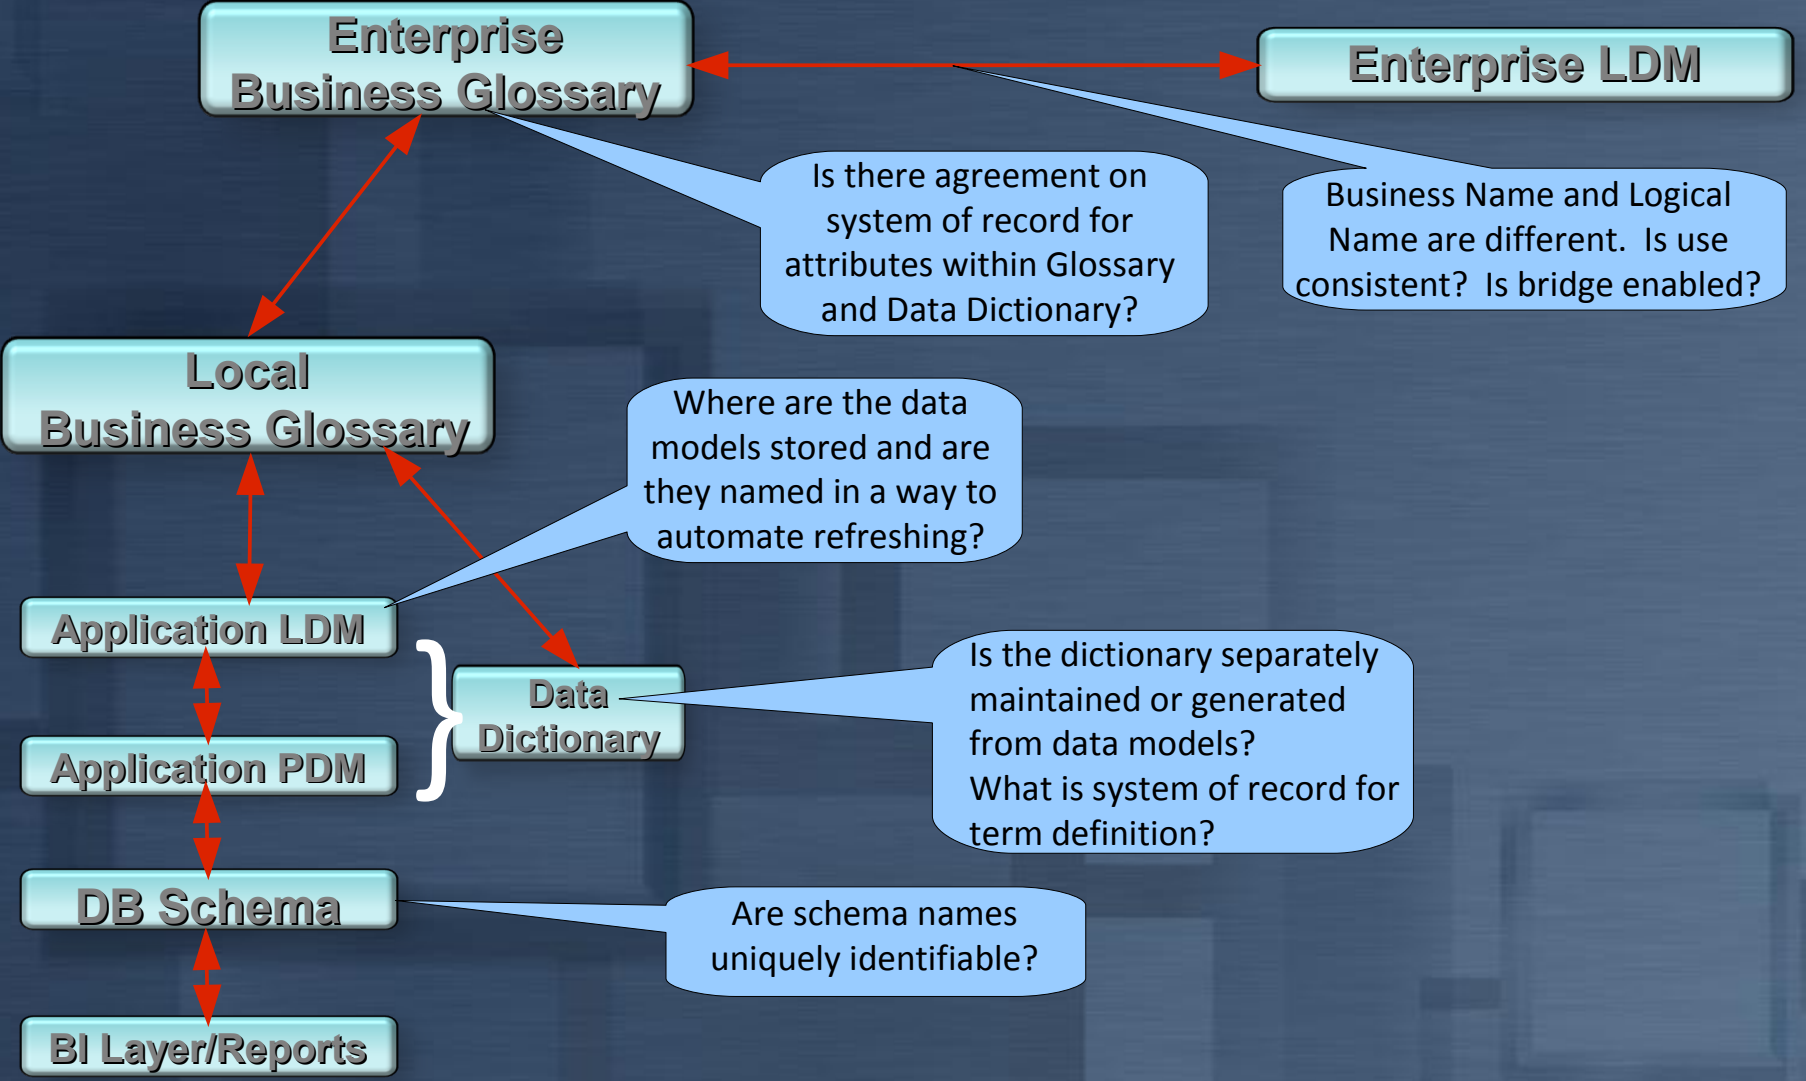 Enterprise
Business Glossary
Enterprise LDM
Is there agreement on
system of record for
attributes within Glossary
and Data Dictionary?
Business Name and Logical
Name are different.  Is use
consistent?  Is bridge enabled?
Local
Business Glossary
Where are the data
models stored and are
they named in a way to
automate refreshing?
Application LDM
}
Data
Dictionary
Is the dictionary separately
maintained or generated
from data models?
What is system of record for
term definition?
Application PDM
DB Schema
Are schema names
uniquely identifiable?
BI Layer/Reports